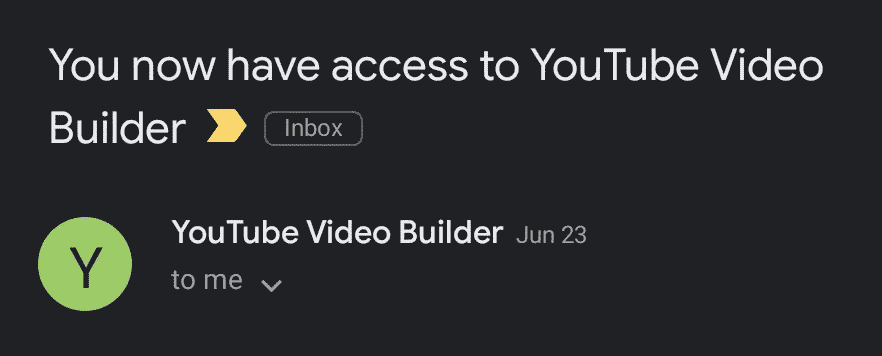 You now have access to YouTube Video
Builder Inbox
Y
YouTube Video Builder Jun 23
to me